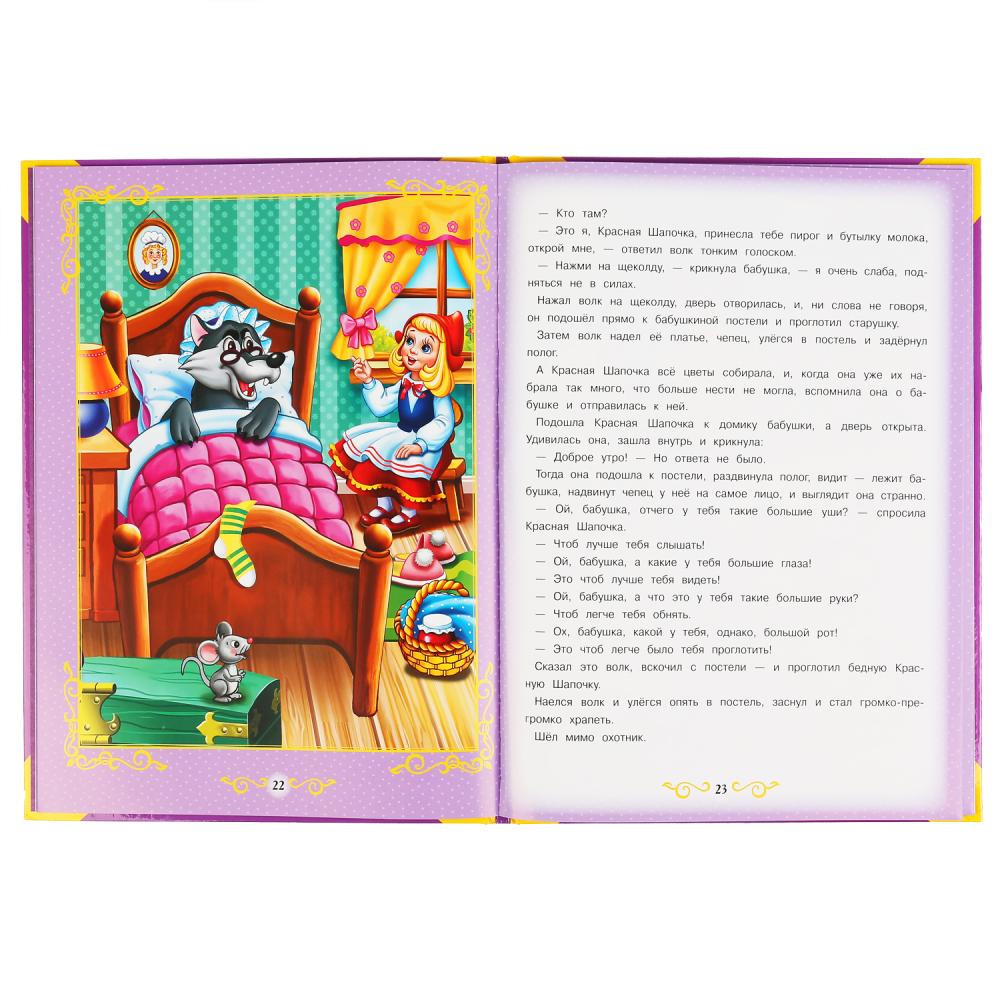 — Кто там?
— Это я, Красная Шапочка, принесла тебе пирог и бутылку молока,
открой мне, — ответил волк тонким голоском.
— Нажми на щеколду, — крикнула бабушка, — я очень слаба, под-
няться не в силах.
Нажал волк на щеколду, дверь отворилась, и, ни слова не говоря,
он подошёл прямо к бабушкиной постели и проглотил старушку.
Затем волк надел её платье, чепец, улёгся в постель и задёрнул
полог.
А Красная Шапочка всё цветы собирала, и, когда она уже их на-
брала так много, что больше нести не могла, вспомнила она о ба-
бушке и отправилась к ней.
Подошла Красная Шапочка к домику бабушки, а дверь открыта.
Удивилась она, зашла внутрь и крикнула:
— Доброе утро! — Но ответа не было.
Тогда она подошла к постели, раздвинула полог, видит — лежит ба-
бушка, надвинут чепец у неё на самое лицо, и выглядит она странно.
— Ой, бабушка, отчего у тебя такие большие уши? — спросила
Красная Шапочка.
— Чтоб лучше тебя слышать!
— Ой, бабушка, а какие у тебя большие глаза!
— Это чтоб лучше тебя видеть!
— Ой, бабушка, а что это у тебя такие большие руки?
— Чтоб легче тебя обнять.
— Ох, бабушка, какой у тебя, однако, большой рот!
— Это чтоб легче было тебя проглотить!
Сказал это волк, вскочил с постели — и проглотил бедную Крас-
ную Шапочку.
Наелся волк и улёгся опять в постель, заснул и стал громко-пре-
громко храпеть.
Шёл мимо охотник.
22
23